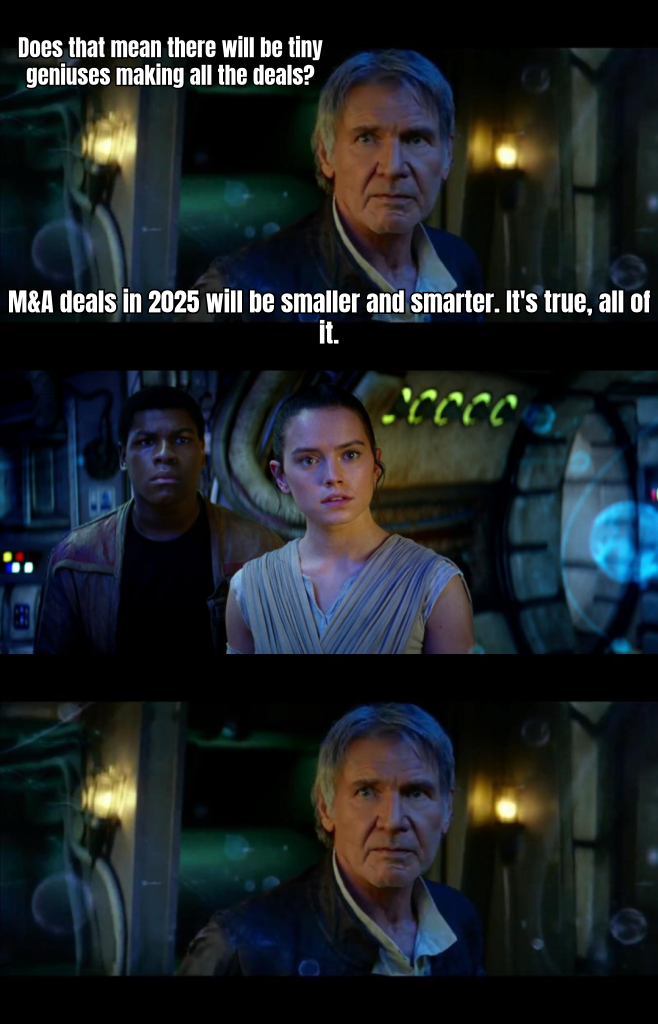 Does that mean there will be tiny
geniuses making all the deals?
M&A deals in 2025 will be smaller and smarter. It's true, all of
it.